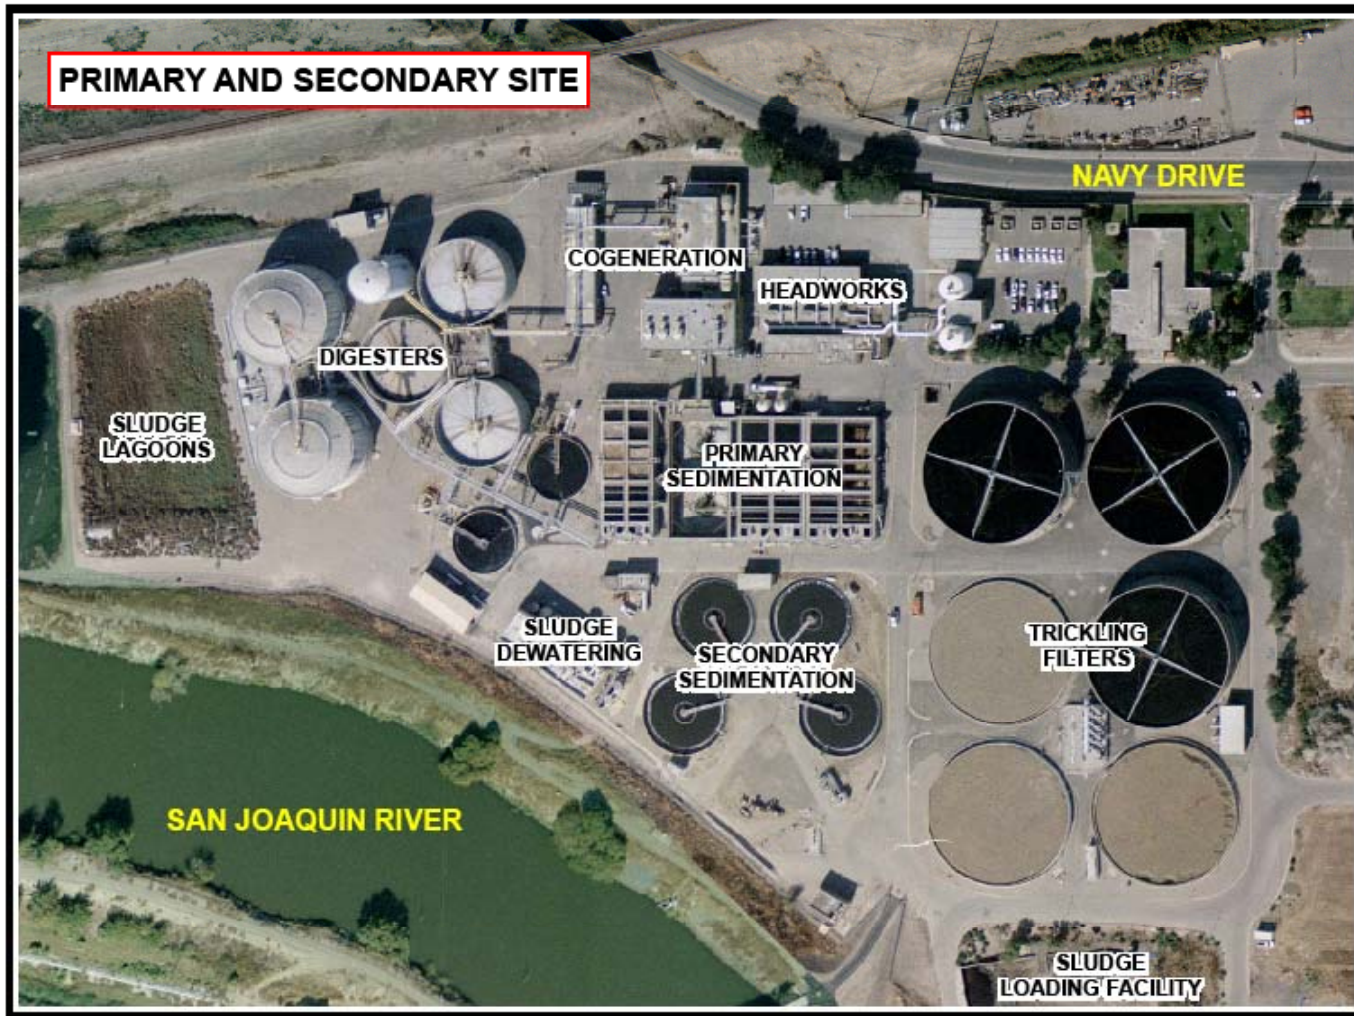 PRIMARY AND SECONDARY SITE
NAVY DRIVE
COGENERATION
HEADWORKS
DIGESTERS
SLUDGE
LAGOONS
PRIMARY
SEDIMENTATION
SLUDGE
DEWATERING
SECONDARY
SEDIMENTATION
TRICKLING
FILTERS
SAN JOAQUIN RIVER
SLUDGE
LOADING FACILITY